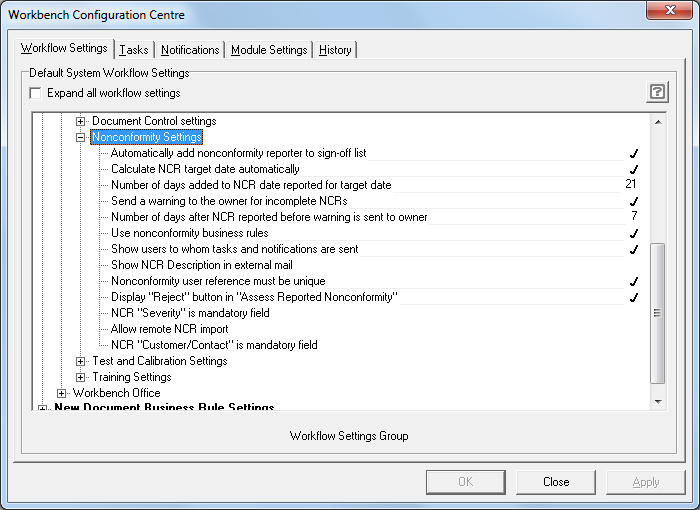 Workbench Configuration Centre
Workflow Settings Tasks Notifications Module Settings History
Default System Workflow Settings
Expand all workflow settings
?
Document Control settings
Nonconformity Settings
Automatically add nonconformity reporter to sign-off list
Calculate NCR target date automatically
Number of days added to NCR date reported for target date 21
Send a warning to the owner for incomplete NCRs
Number of days after NCR reported before warning is sent to owner 7
Use nonconformity business rules
Show users to whom tasks and notifications are sent
Show NCR Description in external mail
Nonconformity user reference must be unique
Display "Reject" button in "Assess Reported Nonconformity"
NCR "Severity" is mandatory field
Allow remote NCR import
NCR "Customer/Contact" is mandatory field
Test and Calibration Settings
Training Settings
Workbench Office
New Document Business Rule Settings
Workflow Settings Group
OK Close Apply